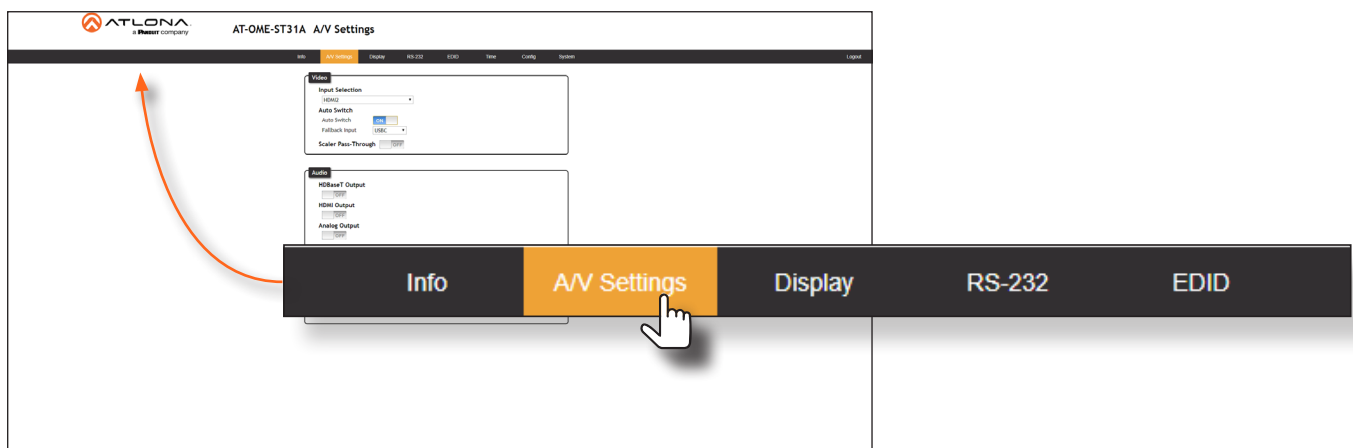 ATLONA.
a PANDUIT company
AT-OME-ST31A A/V Settings
Info A/V Settings Display RS-232 EDID Time Config System Logout
Video
Input Selection
HDMI2
Auto Switch
Auto Switch ON
Fallback Input USBC
Scaler Pass-Through OFF
Audio
HDBaseT Output
OFF
HDMI Output
OFF
Analog Output
OFF
Info A/V Settings Display RS-232 EDID